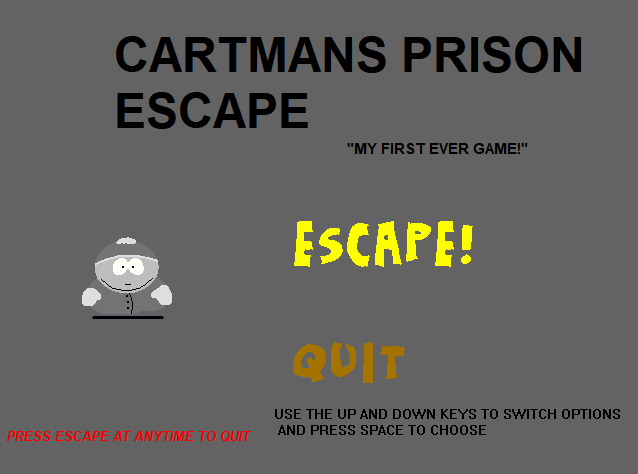 CARTMANS PRISON
ESCAPE
"MY FIRST EVER GAME!"
ESCAPE!
QUIT
USE THE UP AND DOWN KEYS TO SWITCH OPTIONS
AND PRESS SPACE TO CHOOSE
PRESS ESCAPE AT ANYTIME TO QUIT